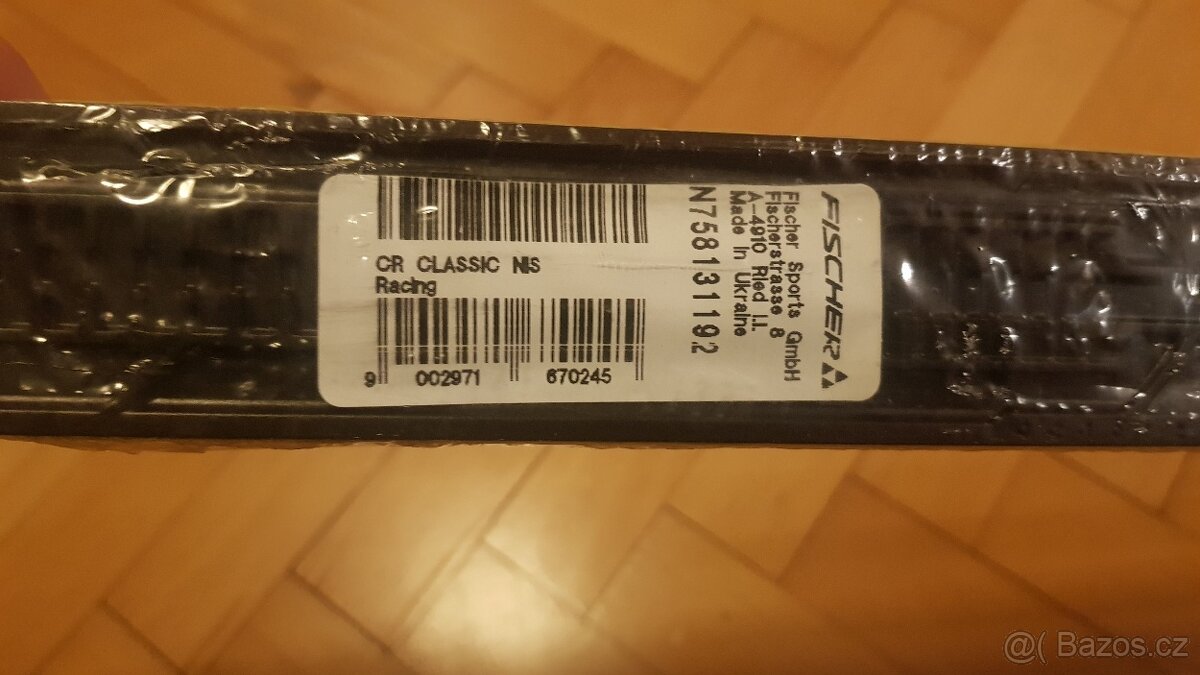 CR CLASSIC NIS
Racing
9 002971 670245
FISCHER
Fischer Sports GmbH
Fischerstrasse 8
A-4910 Ried i.I.
Made in Ukraine
N758131192
@( Bazos.cz